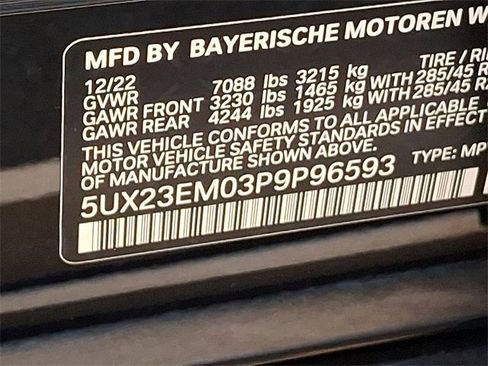 MFD BY BAYERISCHE MOTOREN W
12/22 TIRE / RI
GVWR 7088 lbs 3215 kg
GAWR FRONT 3230 lbs 1465 kg WITH 285/45 R
GAWR REAR 4244 lbs 1925 kg WITH 285/45 R
THIS VEHICLE CONFORMS TO ALL APPLICABLE
MOTOR VEHICLE SAFETY STANDARDS IN EFFECT
OF MANUFACTURE SHOWN ABOVE.
5UX23EM03P9P96593 TYPE: MP